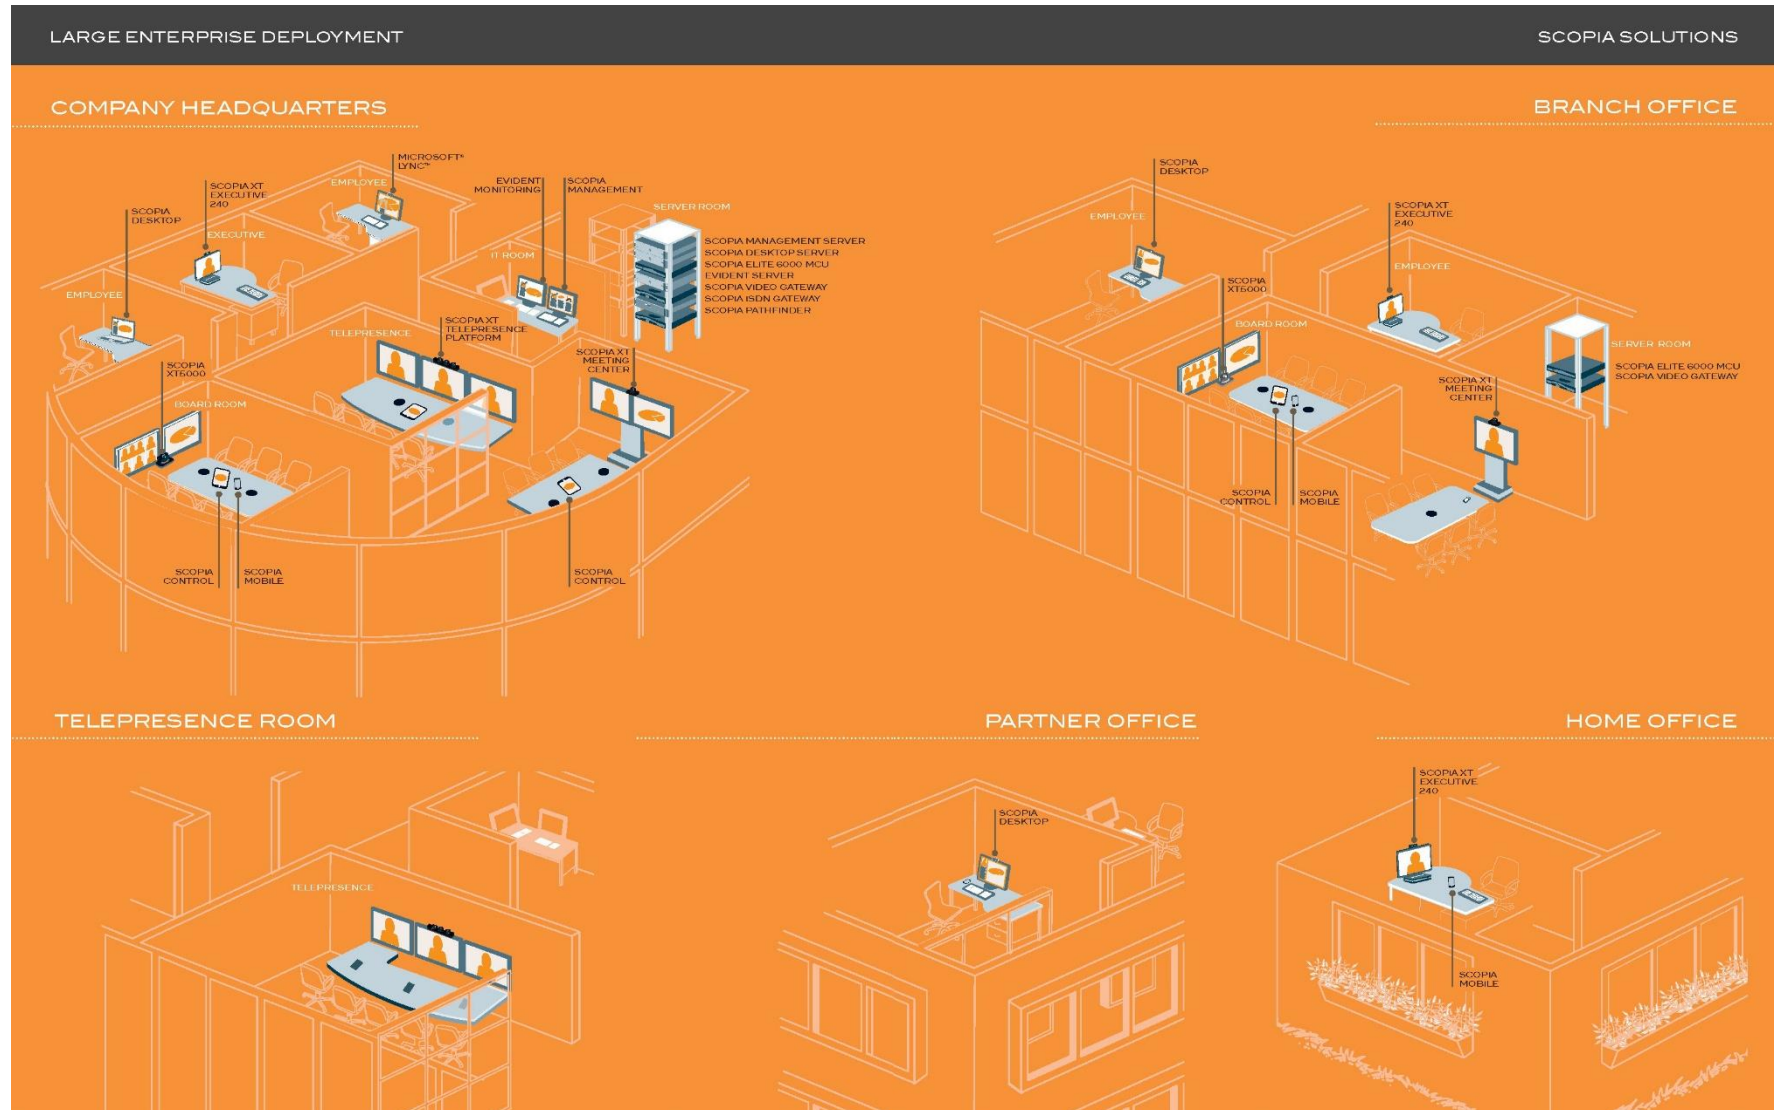 LARGE ENTERPRISE DEPLOYMENT
SCOPIA SOLUTIONS
COMPANY HEADQUARTERS
MICROSOFT®
LYNC™
EMPLOYEE
EVIDENT
MONITORING
SCOPIA
MANAGEMENT
SCOPIA XT
EXECUTIVE
240
SCOPIA
DESKTOP
EXECUTIVE
SERVER ROOM
IT ROOM
SCOPIA MANAGEMENT SERVER
SCOPIA DESKTOP SERVER
SCOPIA ELITE 6000 MCU
EVIDENT SERVER
SCOPIA VIDEO GATEWAY
SCOPIA ISDN GATEWAY
SCOPIA PATHFINDER
EMPLOYEE
TELEPRESENCE
SCOPIA XT
TELEPRESENCE
PLATFORM
SCOPIA XT
MEETING
CENTER
SCOPIA
XT5000
BOARD ROOM
SCOPIA
CONTROL
SCOPIA
MOBILE
SCOPIA
CONTROL
BRANCH OFFICE
SCOPIA
DESKTOP
EMPLOYEE
SCOPIA XT
EXECUTIVE
240
EMPLOYEE
SCOPIA
XT5000
BOARD ROOM
SERVER ROOM
SCOPIA ELITE 6000 MCU
SCOPIA VIDEO GATEWAY
SCOPIA XT
MEETING
CENTER
SCOPIA
CONTROL
SCOPIA
MOBILE
TELEPRESENCE ROOM
TELEPRESENCE
PARTNER OFFICE
SCOPIA
DESKTOP
HOME OFFICE
SCOPIA XT
EXECUTIVE
240
SCOPIA
MOBILE